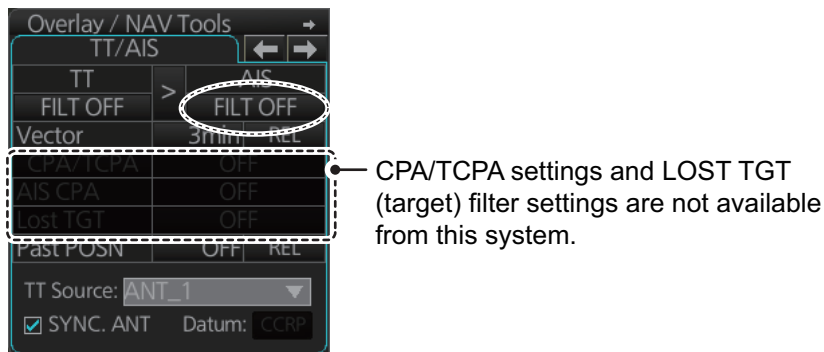 Overlay / NAV Tools
TT/AIS
TT > AIS
FILT OFF FILT OFF
Vector 3min REL
CPA/TCPA OFF
AIS CPA OFF
Lost TGT OFF
Past POSN OFF REL
TT Source: ANT_1
SYNC. ANT Datum: CCRP
CPA/TCPA settings and LOST TGT
(target) filter settings are not available
from this system.